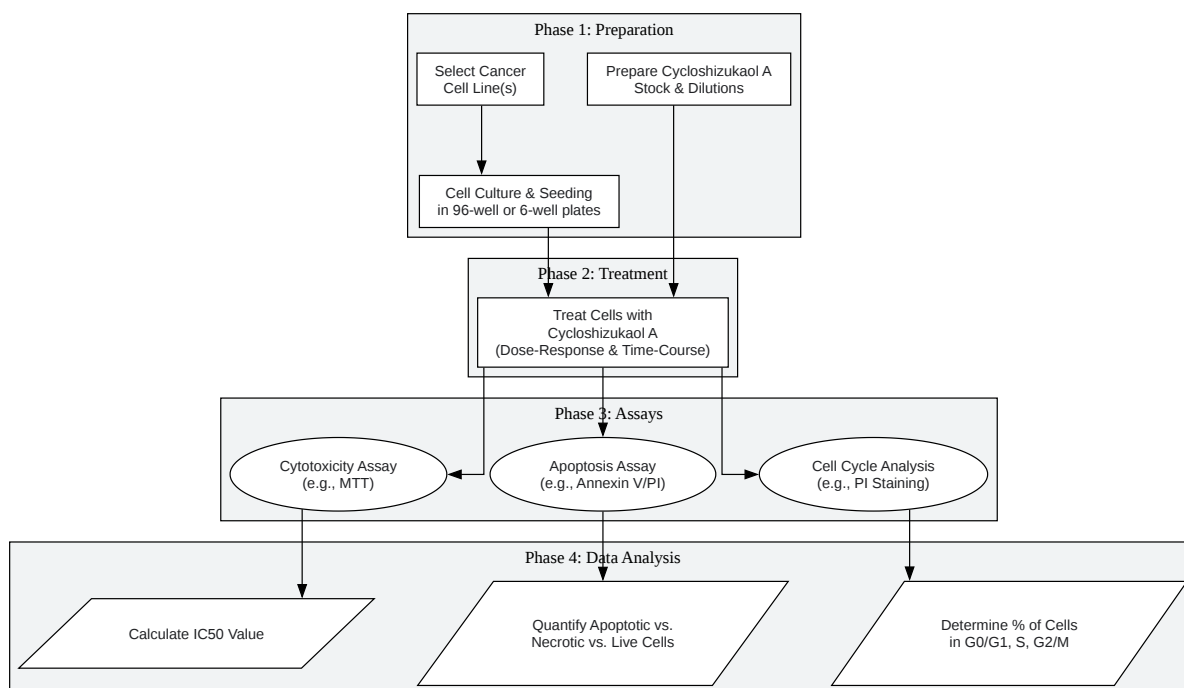 Phase 1: Preparation
Select Cancer
Cell Line(s)
Prepare Cycloshizukaol A
Stock & Dilutions
Cell Culture & Seeding
in 96-well or 6-well plates
Phase 2: Treatment
Treat Cells with
Cycloshizukaol A
(Dose-Response & Time-Course)
Phase 3: Assays
Cytotoxicity Assay
(e.g., MTT)
Apoptosis Assay
(e.g., Annexin V/PI)
Cell Cycle Analysis
(e.g., PI Staining)
Phase 4: Data Analysis
Calculate IC50 Value
Quantify Apoptotic vs.
Necrotic vs. Live Cells
Determine % of Cells
in G0/G1, S, G2/M